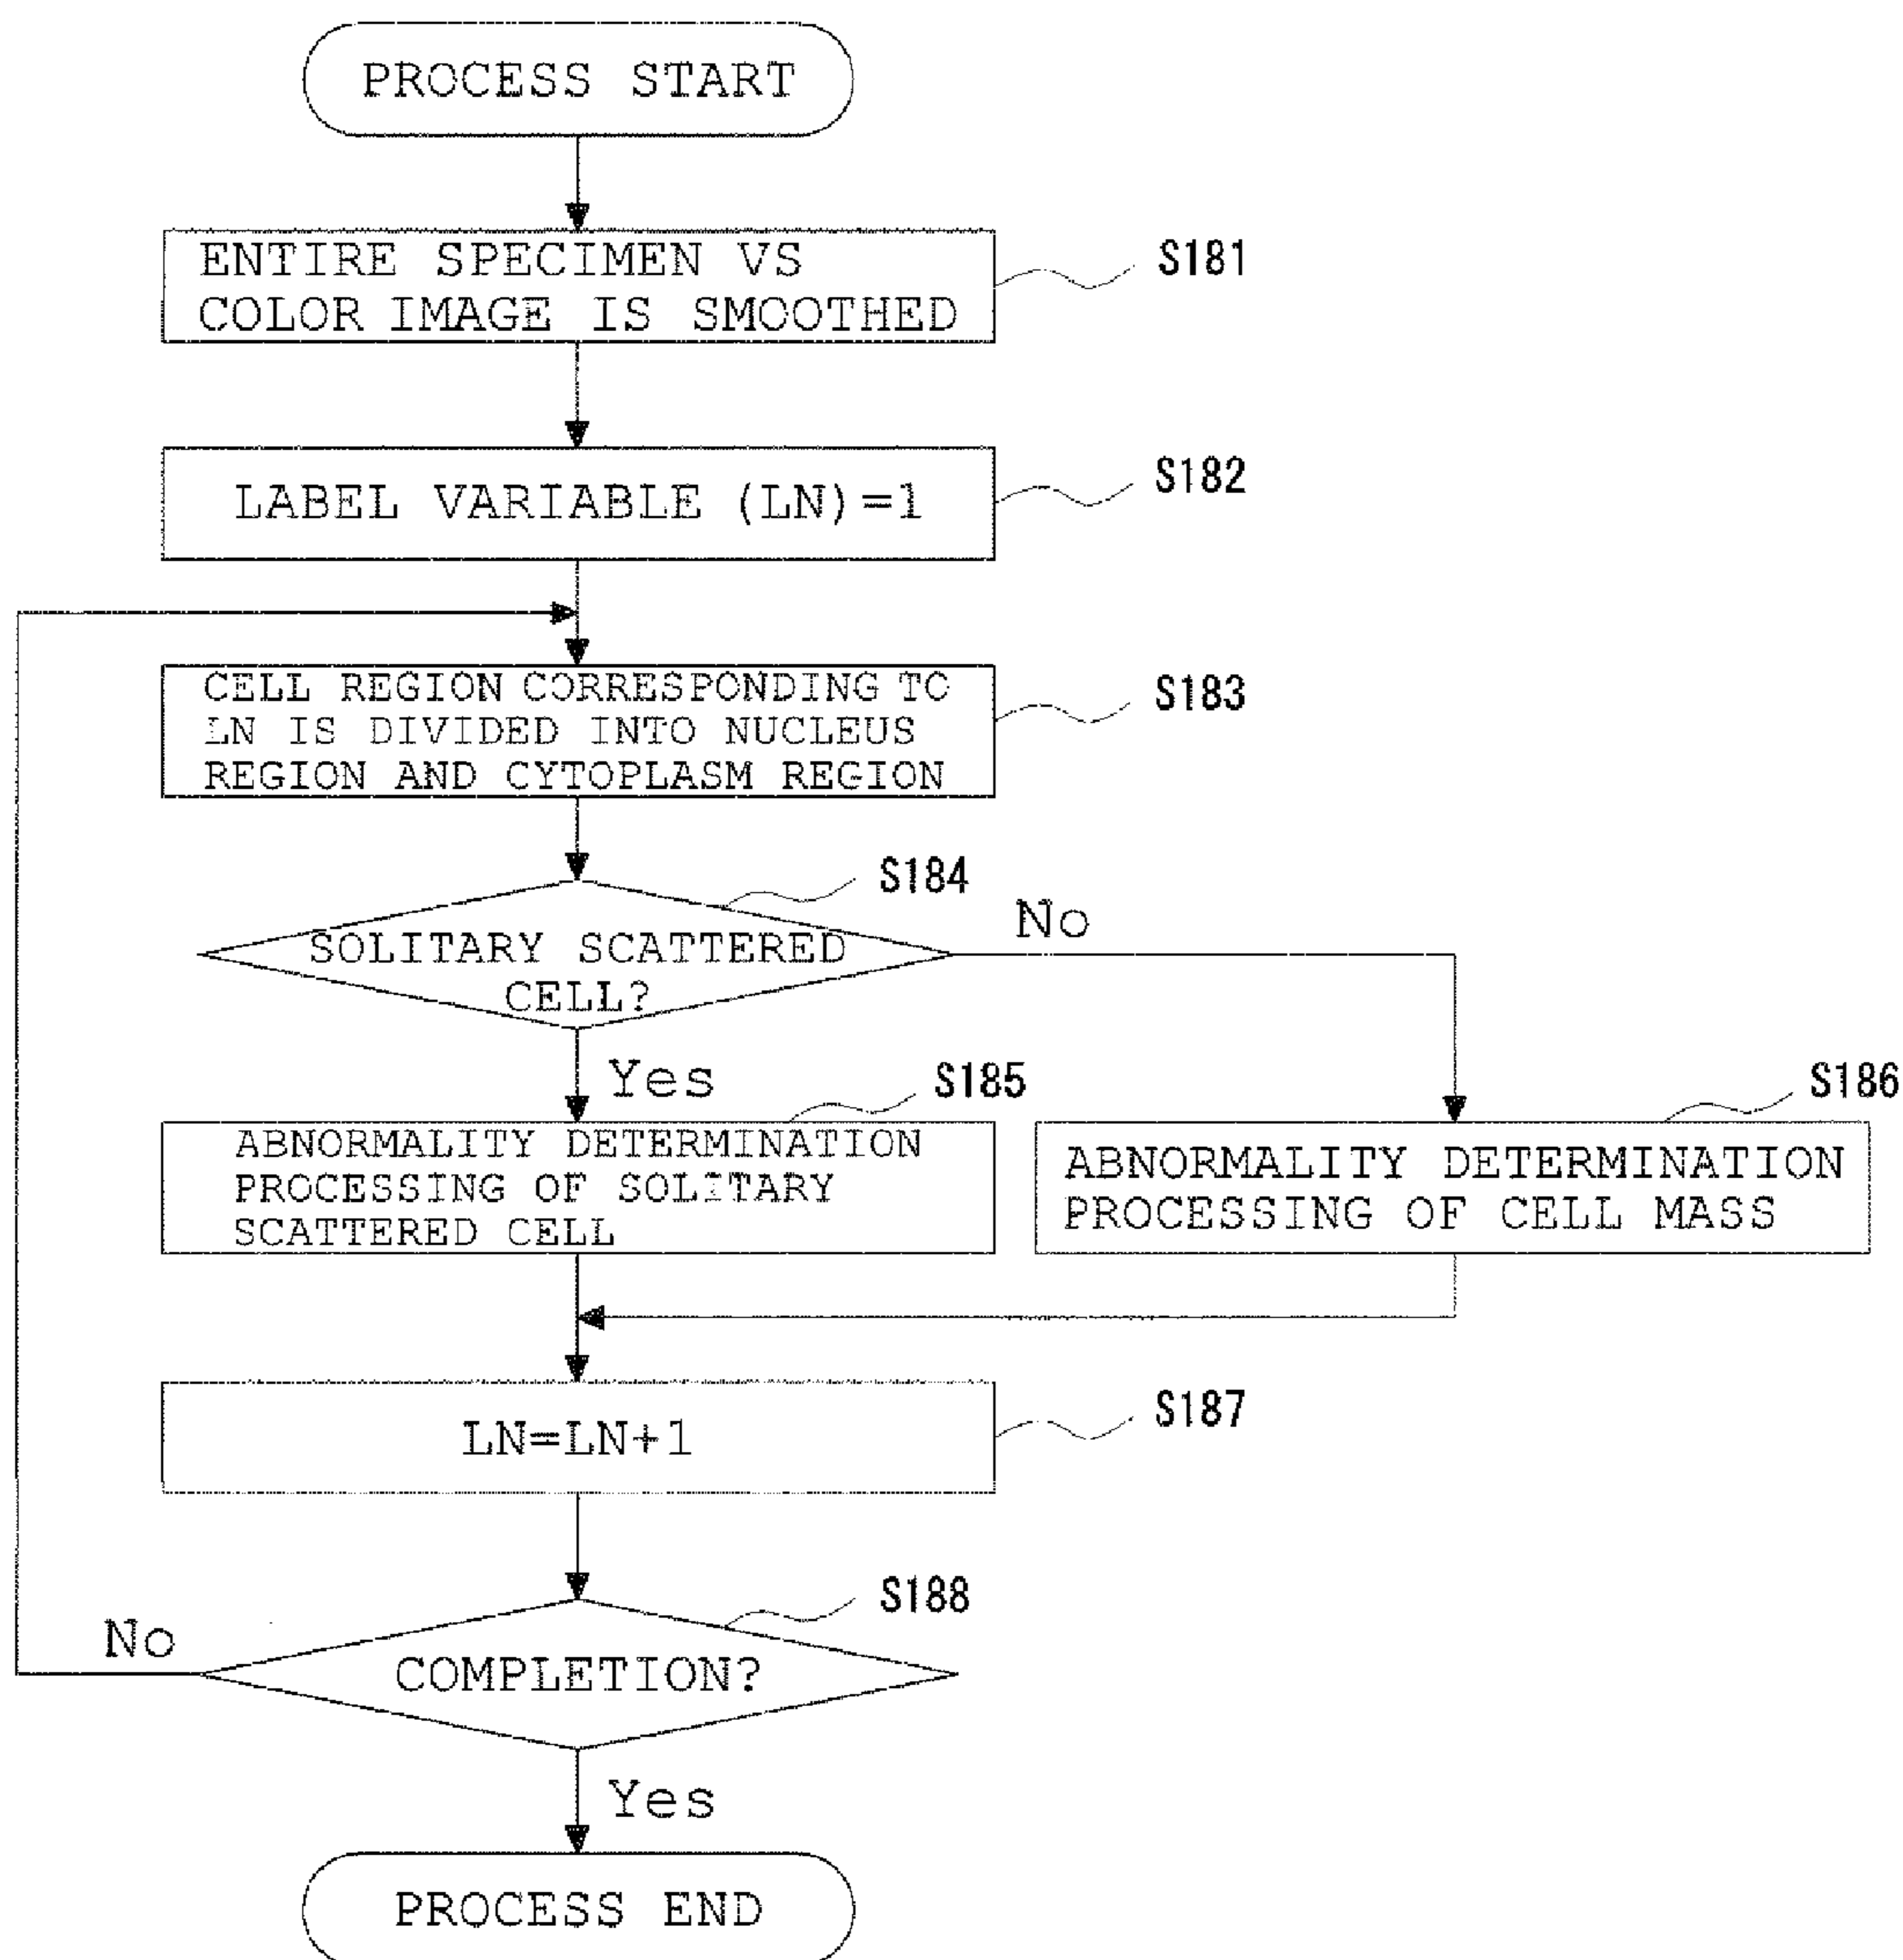 PROCESS START
ENTIRE SPECIMEN VS
COLOR IMAGE IS SMOOTHED
S181
LABEL VARIABLE (LN)=1
S182
CELL REGION CORRESPONDING TO
LN IS DIVIDED INTO NUCLEUS
REGION AND CYTOPLASM REGION
S183
S184
SOLITARY SCATTERED
CELL?
No
Yes
S185
ABNORMALITY DETERMINATION
PROCESSING OF SOLITARY
SCATTERED CELL
S186
ABNORMALITY DETERMINATION
PROCESSING OF CELL MASS
LN=LN+1
S187
S188
COMPLETION?
No
Yes
PROCESS END